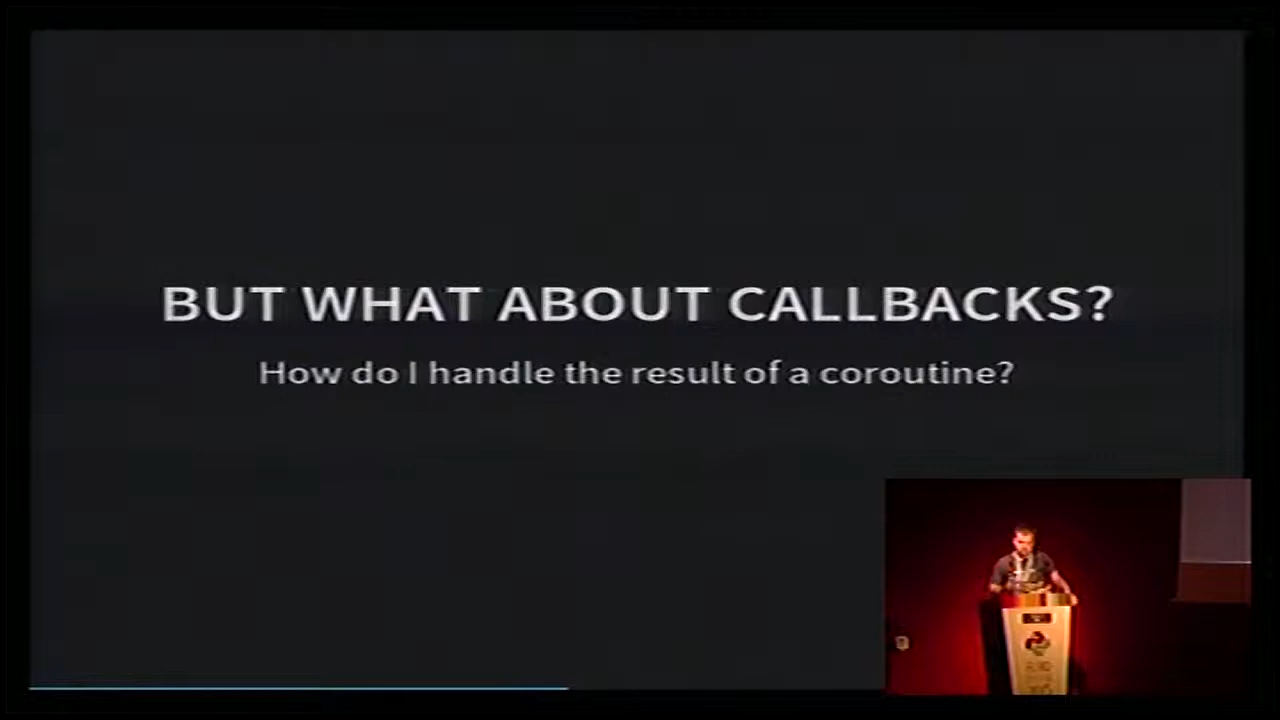 BUT WHAT ABOUT CALLBACKS?
How do I handle the result of a coroutine?